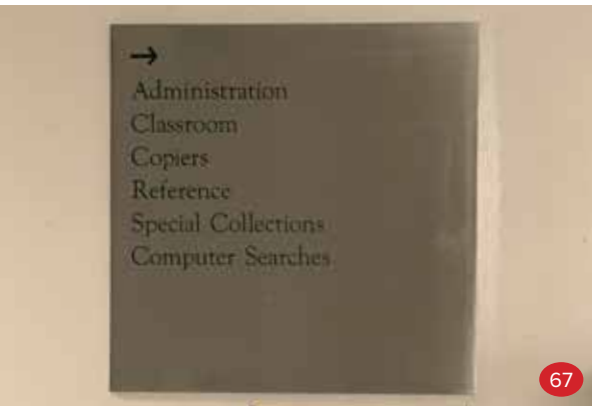 →
Administration
Classroom
Copiers
Reference
Special Collections
Computer Searches
67